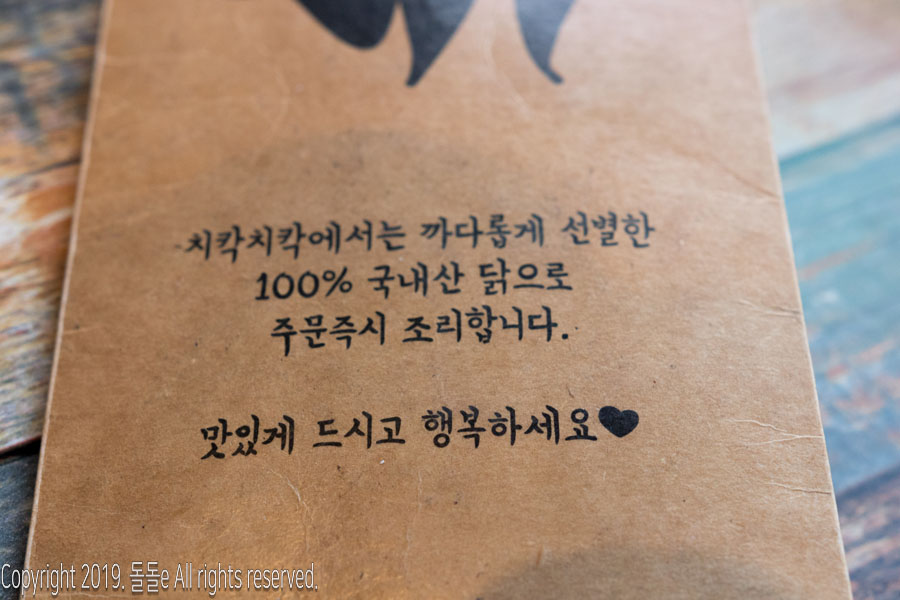 치칵치칵에서는 까다롭게 선별한
100% 국내산 닭으로
주문즉시 조리합니다.
맛있게 드시고 행복하세요♥
Copyright 2019. 돌돌e All rights reserved.